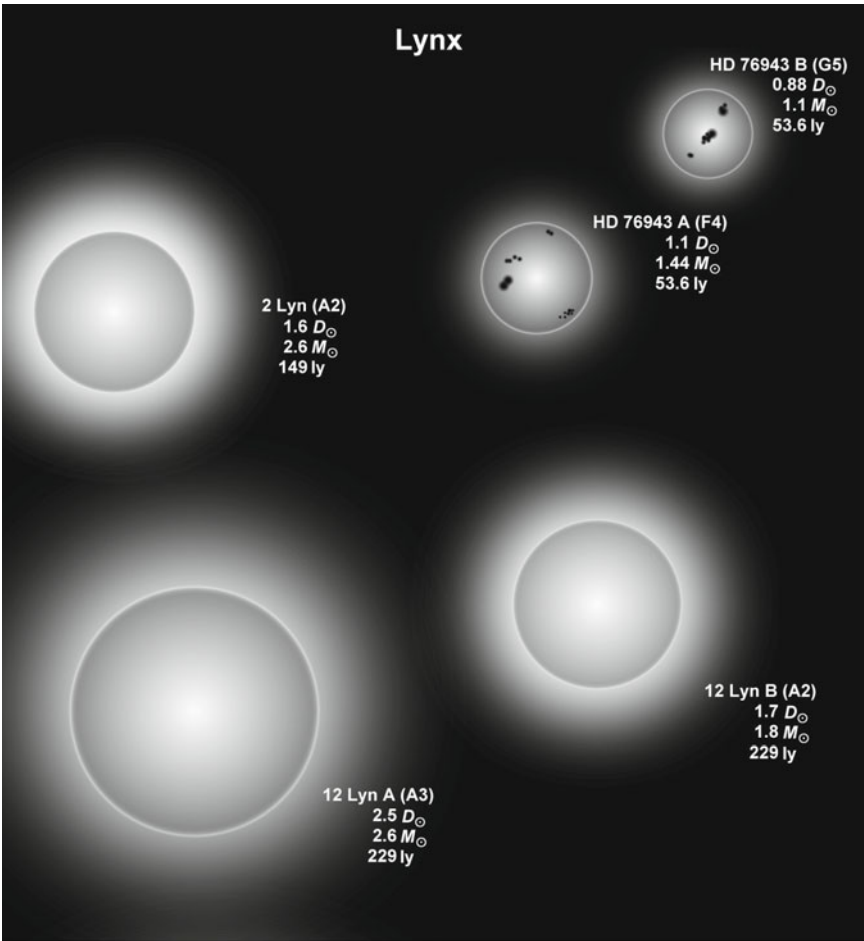 Lynx
HD 76943 B (G5)
0.88 D☉
1.1 M☉
53.6 ly
HD 76943 A (F4)
1.1 D☉
1.44 M☉
53.6 ly
2 Lyn (A2)
1.6 D☉
2.6 M☉
149 ly
12 Lyn B (A2)
1.7 D☉
1.8 M☉
229 ly
12 Lyn A (A3)
2.5 D☉
2.6 M☉
229 ly